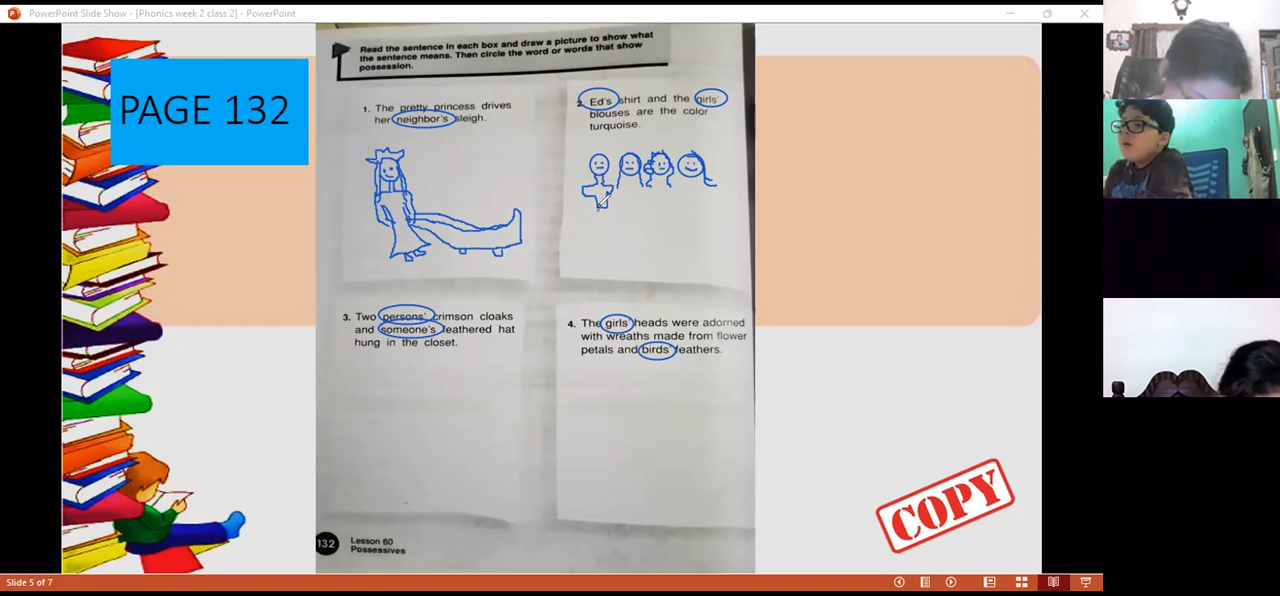 PowerPoint Slide Show - [Phonics week 2 class 2] - PowerPoint
PAGE 132
Read the sentence in each box and draw a picture to show what
the sentence means. Then circle the word or words that show
possession.
1. The pretty princess drives
her neighbor's sleigh.
2. Ed's shirt and the girls'
blouses are the color
turquoise.
3. Two persons' crimson cloaks
and someone's feathered hat
hung in the closet.
4. The girls' heads were adorned
with wreaths made from flower
petals and birds' feathers.
132
Lesson 60
Possessives
COPY
Slide 5 of 7